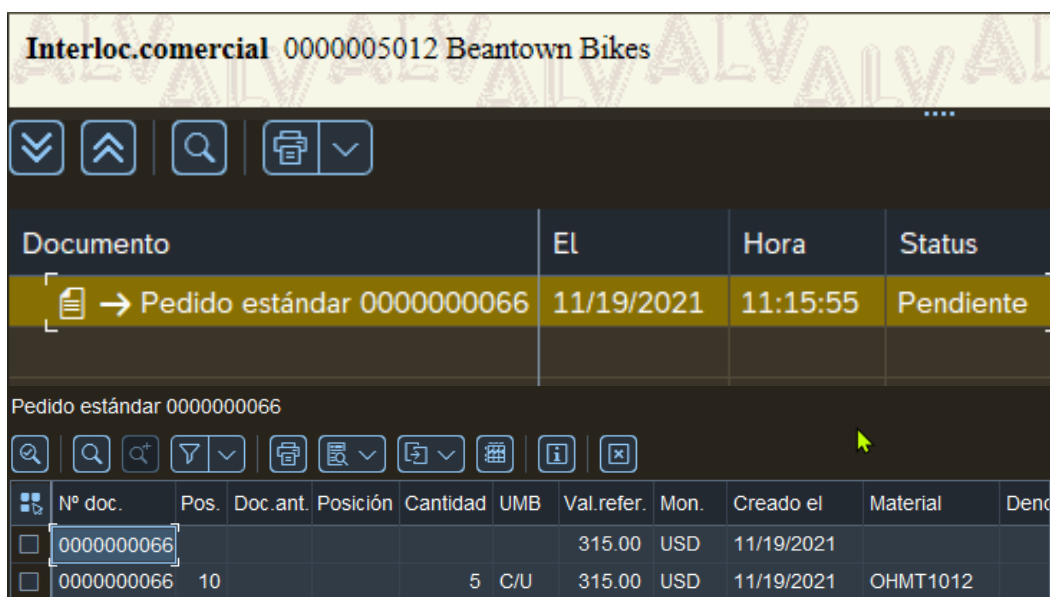 Interloc.comercial 0000005012 Beantown Bikes
Documento El Hora Status
→ Pedido estándar 0000000066 11/19/2021 11:15:55 Pendiente
Pedido estándar 0000000066
Nº doc. Pos. Doc.ant. Posición Cantidad UMB Val.refer. Mon. Creado el Material Deno
0000000066 315.00 USD 11/19/2021
0000000066 10 5 C/U 315.00 USD 11/19/2021 OHMT1012